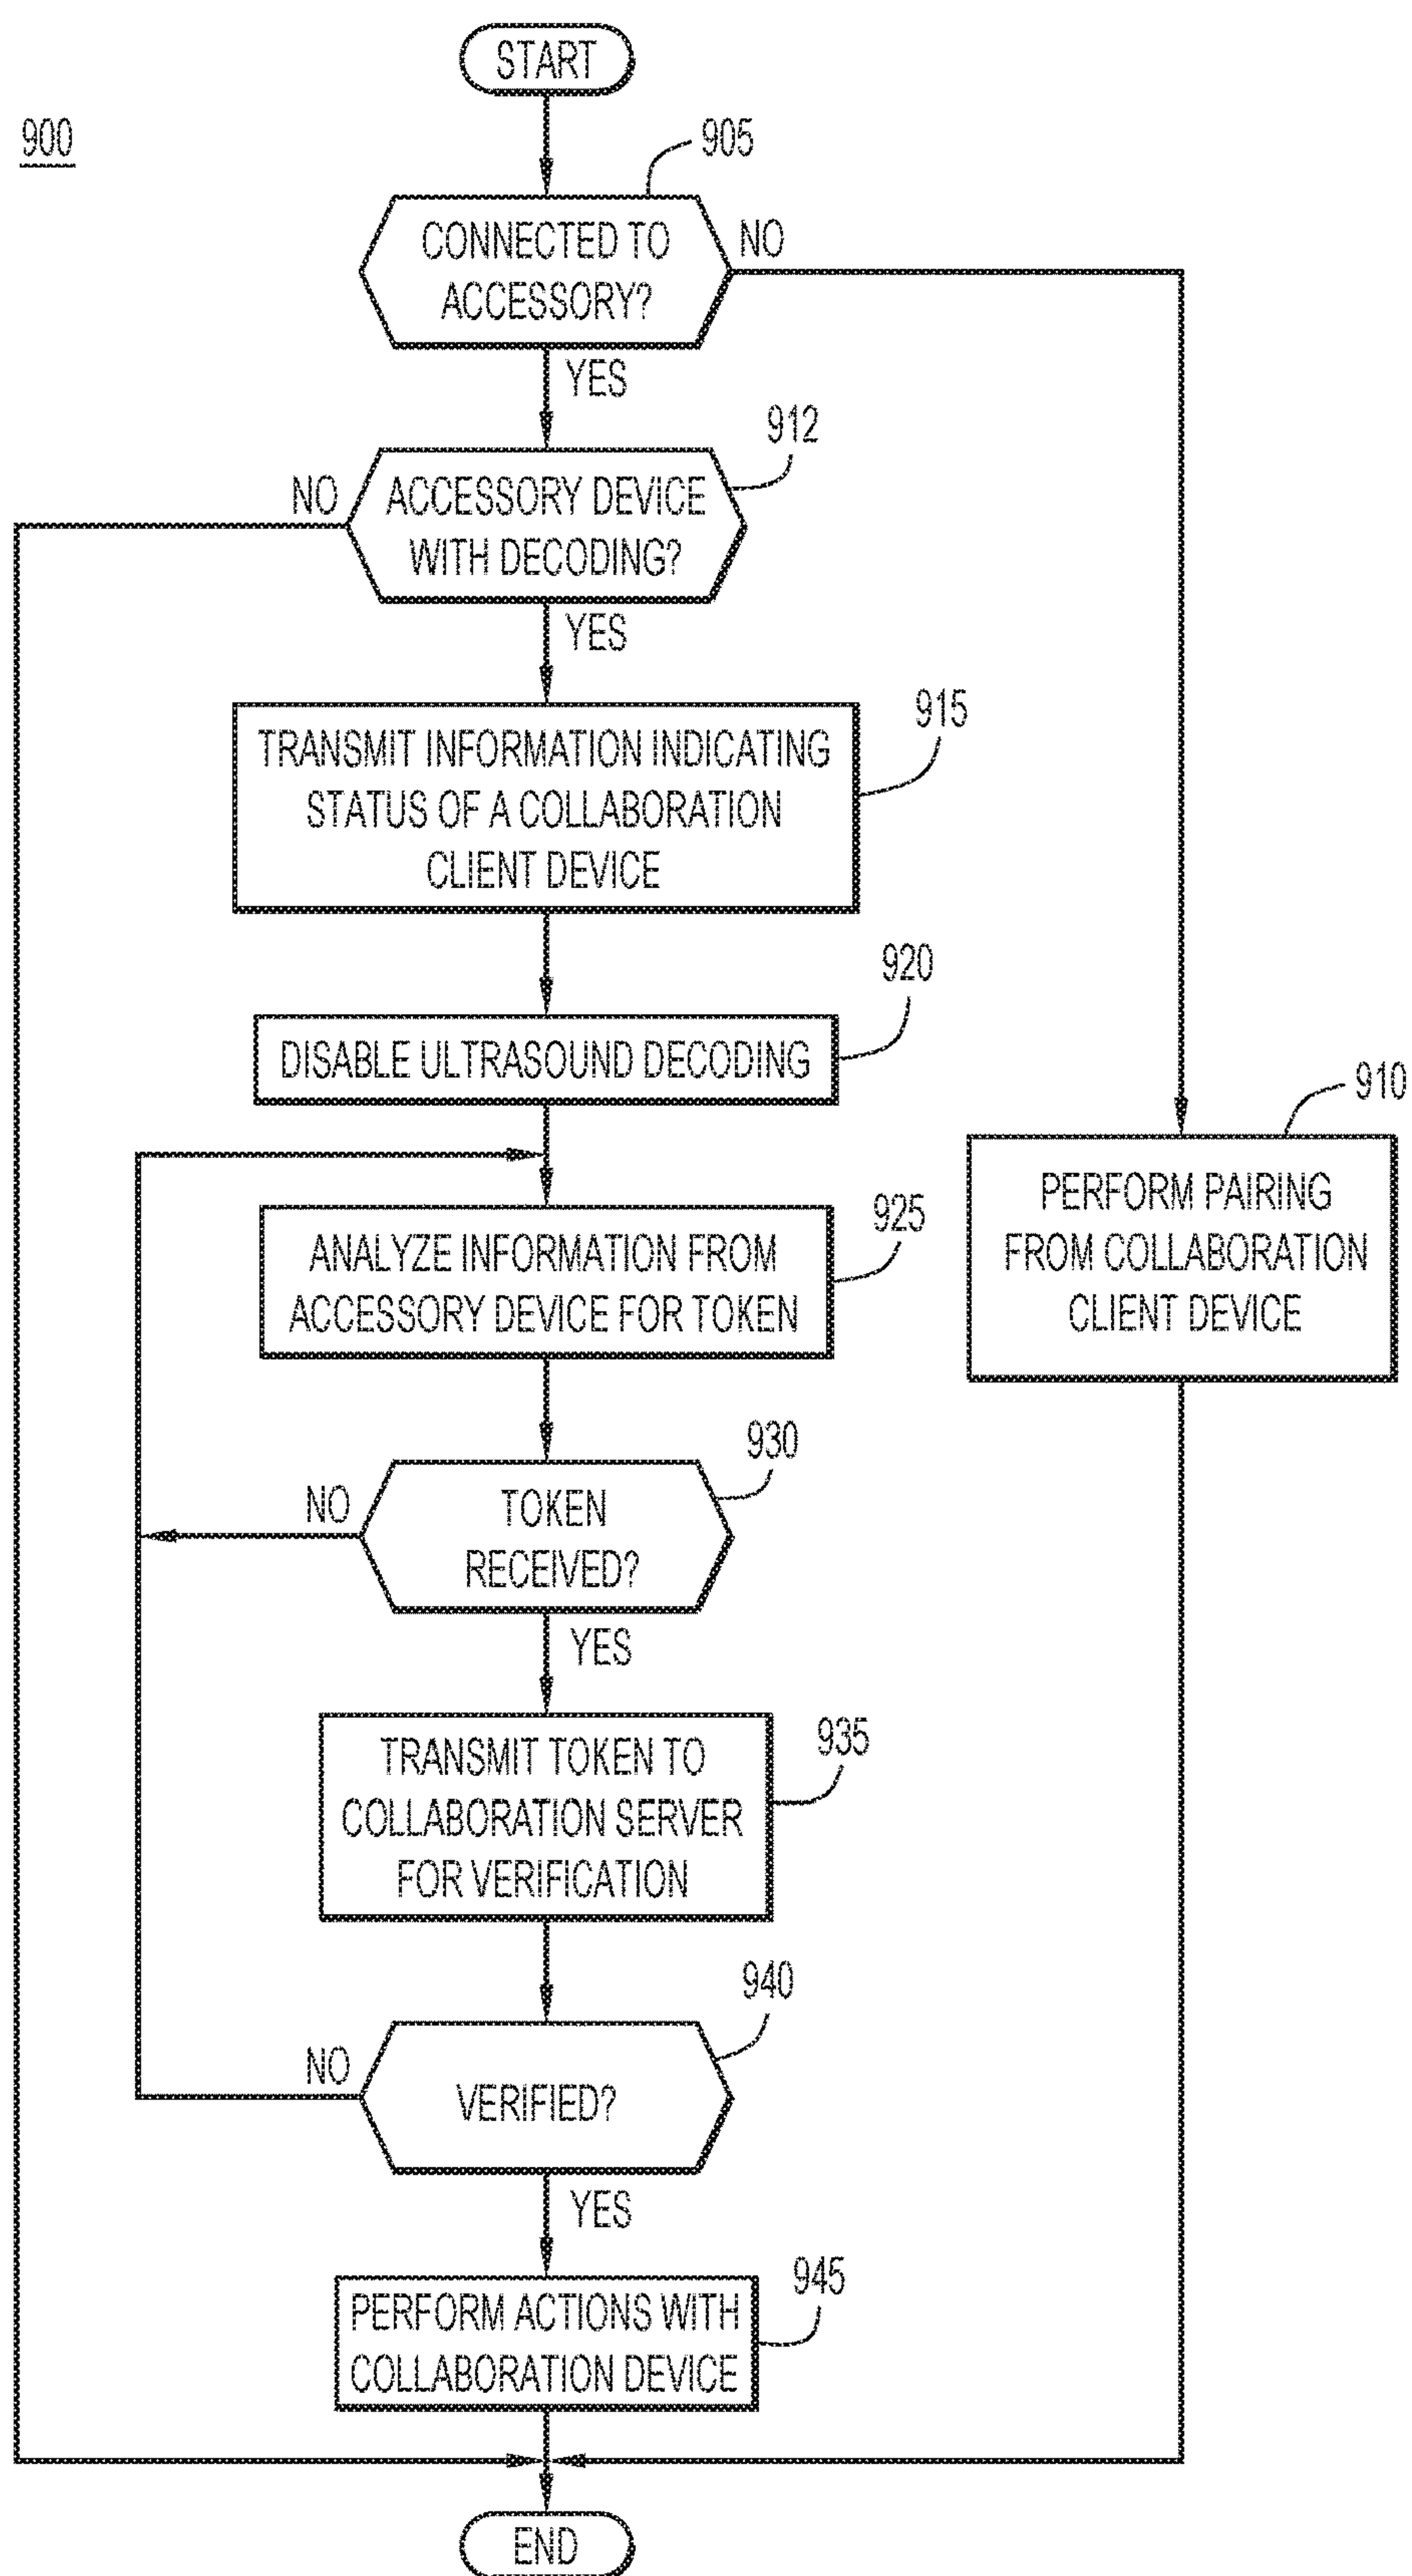 START
900
905
CONNECTED TO
ACCESSORY?
NO
YES
912
NO
ACCESSORY DEVICE
WITH DECODING?
YES
915
TRANSMIT INFORMATION INDICATING
STATUS OF A COLLABORATION
CLIENT DEVICE
920
DISABLE ULTRASOUND DECODING
910
PERFORM PAIRING
FROM COLLABORATION
CLIENT DEVICE
925
ANALYZE INFORMATION FROM
ACCESSORY DEVICE FOR TOKEN
930
NO
TOKEN
RECEIVED?
YES
935
TRANSMIT TOKEN TO
COLLABORATION SERVER
FOR VERIFICATION
940
NO
VERIFIED?
YES
945
PERFORM ACTIONS WITH
COLLABORATION DEVICE
END